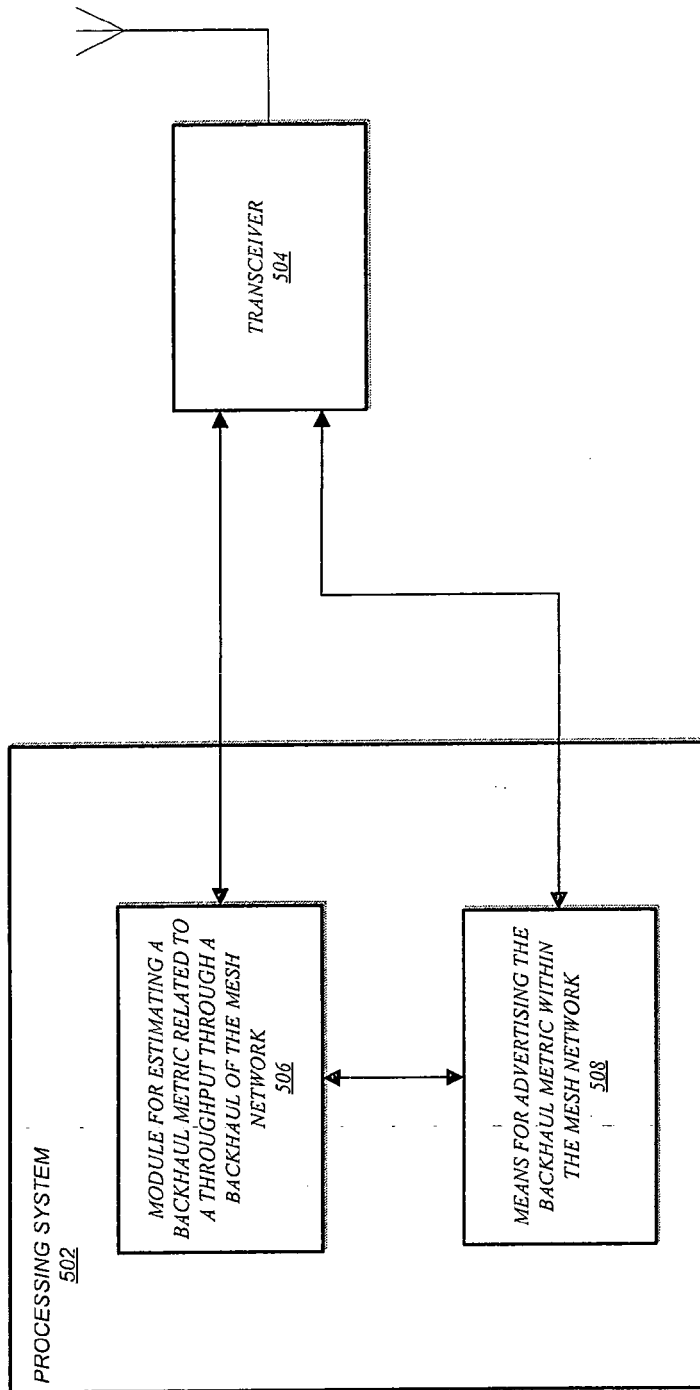 PROCESSING SYSTEM
502
MODULE FOR ESTIMATING A
BACKHAUL METRIC RELATED TO
A THROUGHPUT THROUGH A
BACKHAUL OF THE MESH
NETWORK
506
MEANS FOR ADVERTISING THE
BACKHAUL METRIC WITHIN
THE MESH NETWORK
508
TRANSCEIVER
504